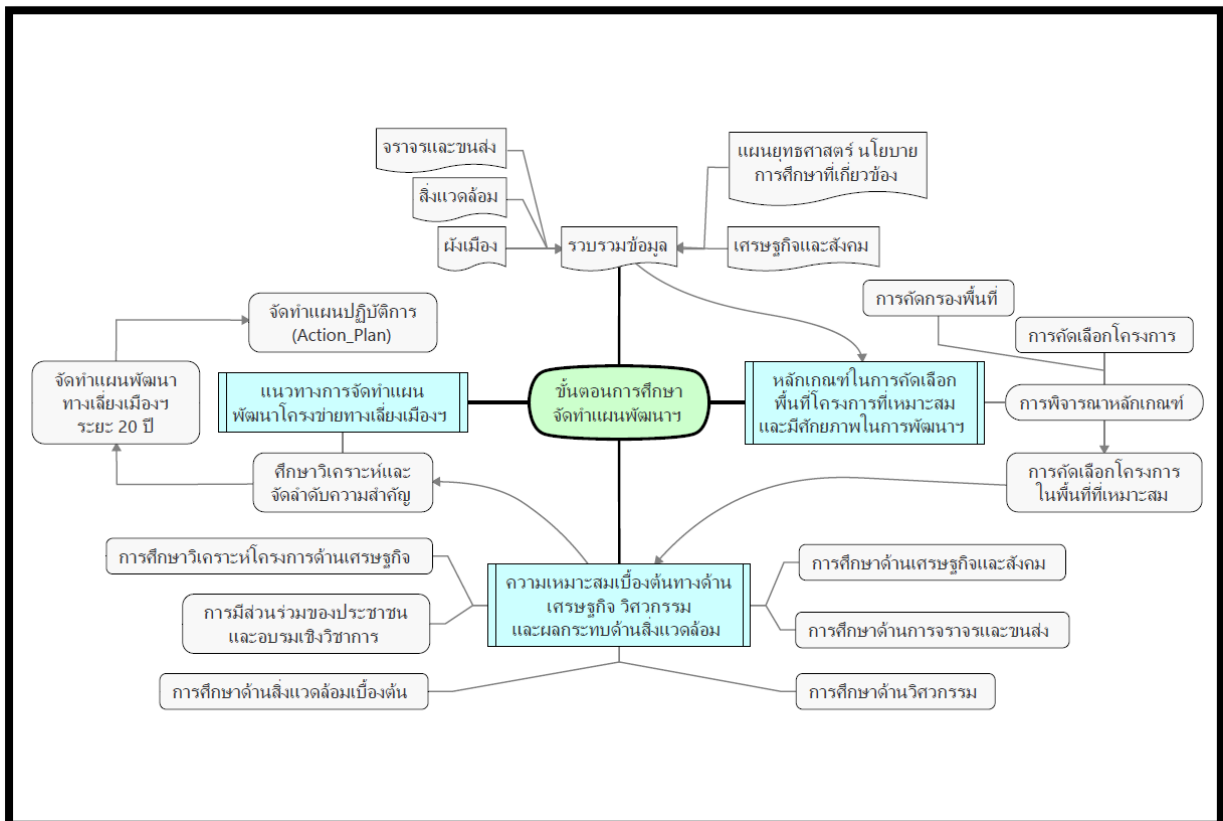 จราจรและขนส่ง
สิ่งแวดล้อม
ผังเมือง
รวบรวมข้อมูล
แผนยุทธศาสตร์ นโยบาย
การศึกษาที่เกี่ยวข้อง
เศรษฐกิจและสังคม
การคัดกรองพื้นที่
การคัดเลือกโครงการ
การพิจารณาหลักเกณฑ์
การคัดเลือกโครงการ
ในพื้นที่ที่เหมาะสม
หลักเกณฑ์ในการคัดเลือก
พื้นที่โครงการที่เหมาะสม
และมีศักยภาพในการพัฒนาฯ
ขั้นตอนการศึกษา
จัดทำแผนพัฒนาฯ
แนวทางการจัดทำแผน
พัฒนาโครงข่ายทางเลี่ยงเมืองฯ
จัดทำแผนปฏิบัติการ
(Action_Plan)
จัดทำแผนพัฒนา
ทางเลี่ยงเมืองฯ
ระยะ 20 ปี
ศึกษาวิเคราะห์และ
จัดลำดับความสำคัญ
ความเหมาะสมเบื้องต้นทางด้าน
เศรษฐกิจ วิศวกรรม
และผลกระทบด้านสิ่งแวดล้อม
การศึกษาวิเคราะห์โครงการด้านเศรษฐกิจ
การมีส่วนร่วมของประชาชน
และอบรมเชิงวิชาการ
การศึกษาด้านสิ่งแวดล้อมเบื้องต้น
การศึกษาด้านเศรษฐกิจและสังคม
การศึกษาด้านการจราจรและขนส่ง
การศึกษาด้านวิศวกรรม